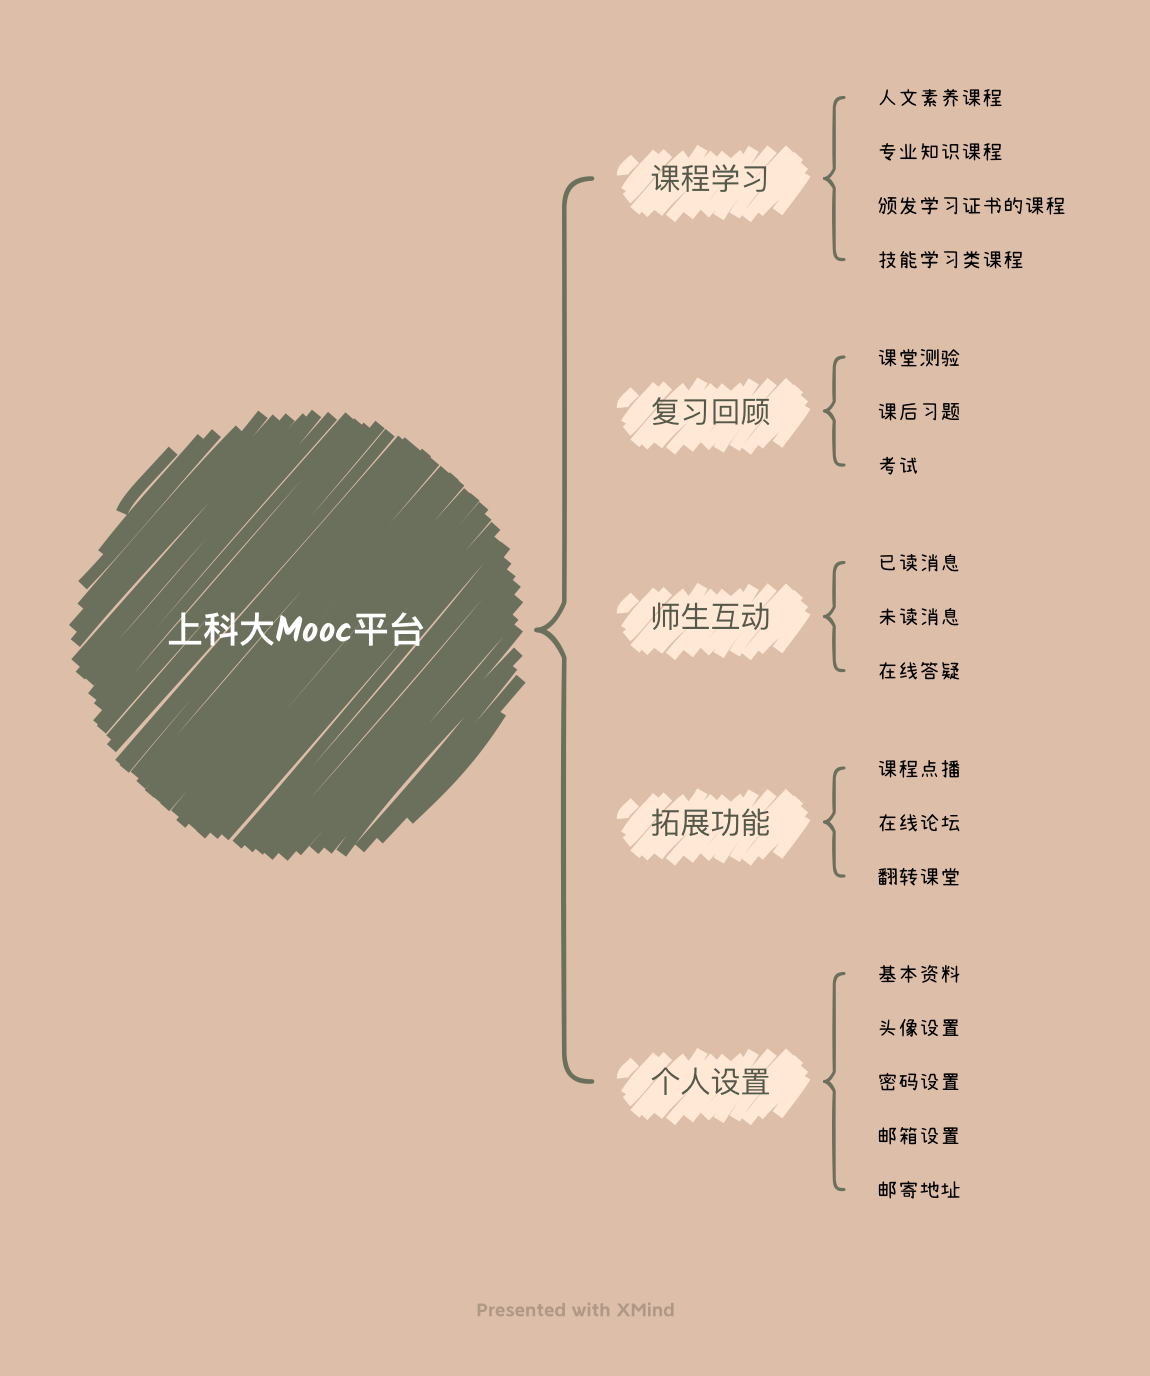 上科大Mooc平台
课程学习
人文素养课程
专业知识课程
颁发学习证书的课程
技能学习类课程
复习回顾
课堂测验
课后习题
考试
师生互动
已读消息
未读消息
在线答疑
拓展功能
课程点播
在线论坛
翻转课堂
个人设置
基本资料
头像设置
密码设置
邮箱设置
邮寄地址
Presented with XMind